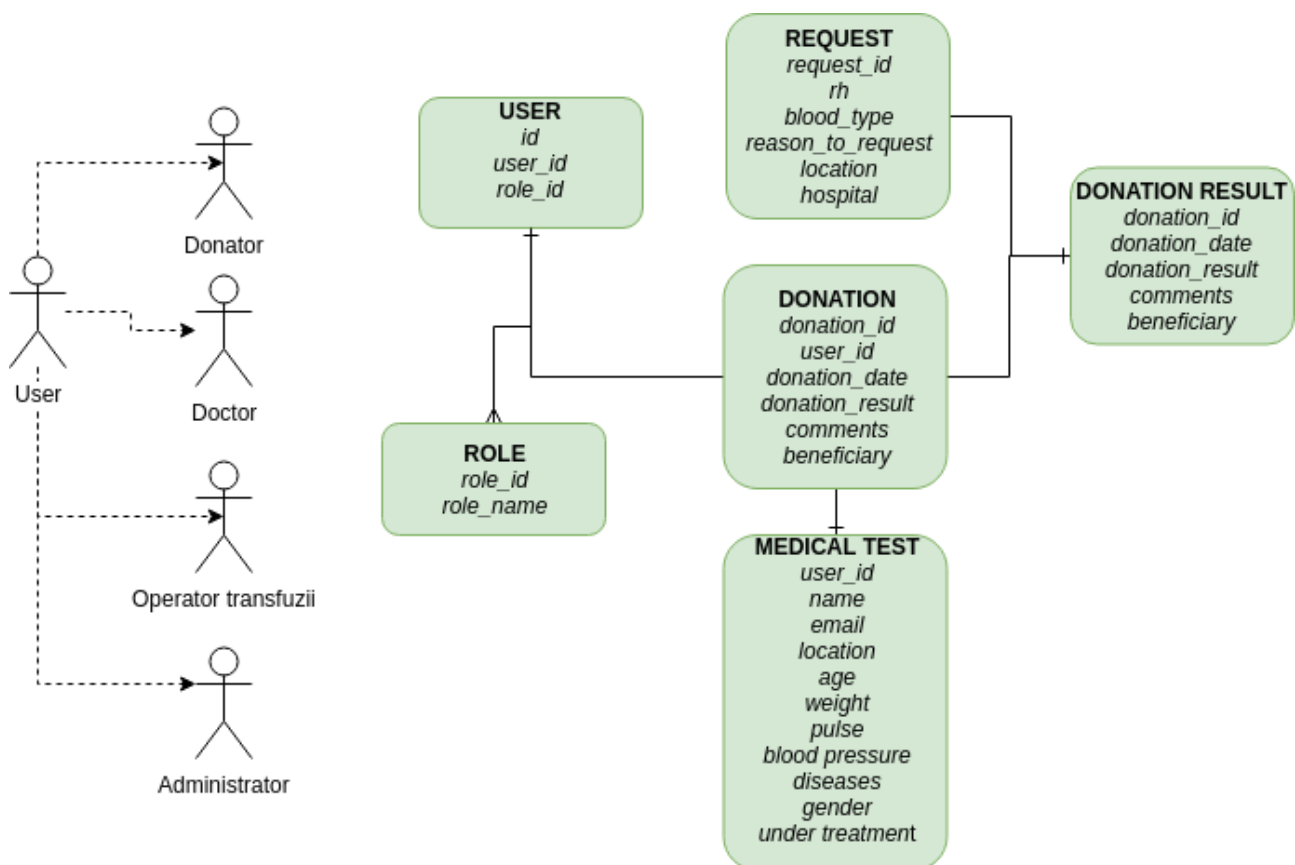 Donator
User
Doctor
Operator transfuzii
Administrator
USER
id
user_id
role_id
ROLE
role_id
role_name
REQUEST
request_id
rh
blood_type
reason_to_request
location
hospital
DONATION
donation_id
user_id
donation_date
donation_result
comments
beneficiary
MEDICAL TEST
user_id
name
email
location
age
weight
pulse
blood pressure
diseases
gender
under treatment
DONATION RESULT
donation_id
donation_date
donation_result
comments
beneficiary